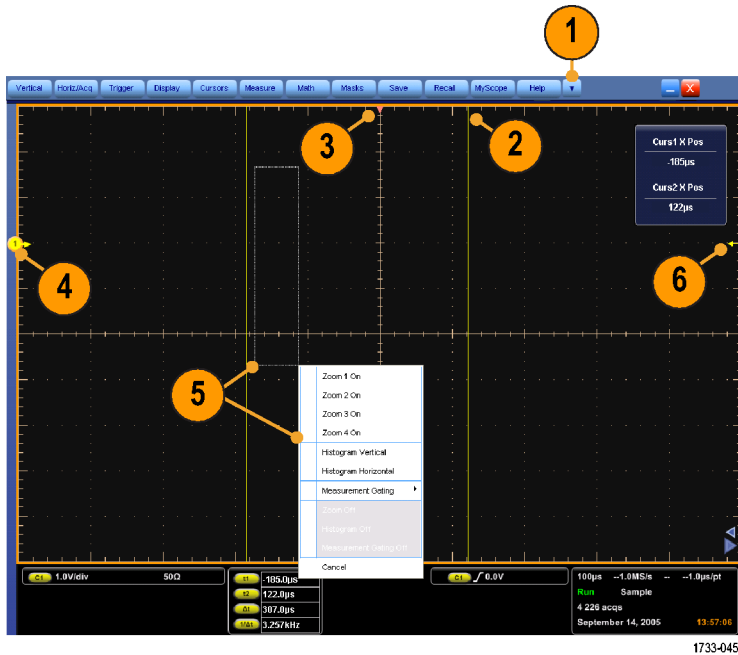 1
Vertical Horiz/Acq Trigger Display Cursors Measure Math Masks Save Recall MyScope Help
3
2
Curs1 X Pos
-185µs
Curs2 X Pos
122µs
1
4
6
5
Zoom 1 On
Zoom 2 On
Zoom 3 On
Zoom 4 On
Histogram Vertical
Histogram Horizontal
Measurement Gating
Zoom Off
Histogram Off
Measurement Gating Off
Cancel
C1 1.0V/div 50Ω
t1 -185.0µs
t2 122.0µs
Δt 307.0µs
1/Δt 3.257kHz
C1 0.0V
100µs --1.0MS/s -- --1.0µs/pt
Run Sample
4 226 acqs
September 14, 2005 13:57:06
1733-045